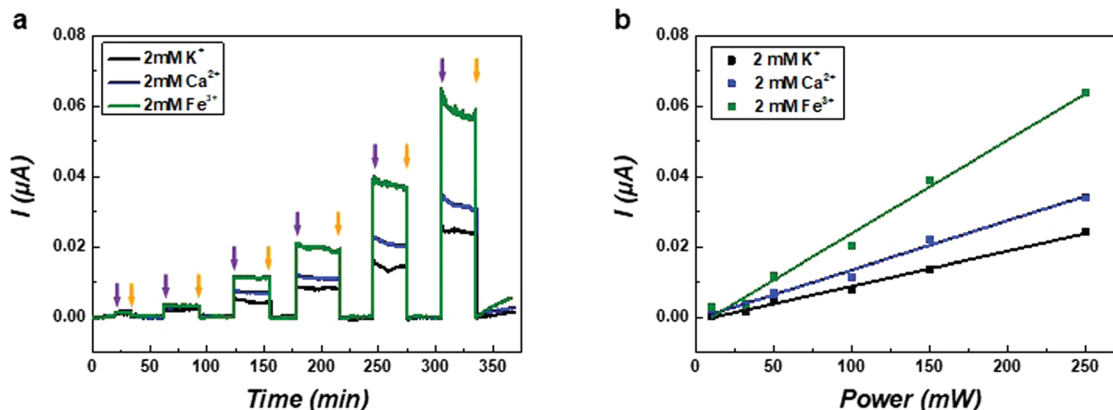 a
0.08
0.06
0.04
0.02
0.00
I (μA)
2mM K⁺
2mM Ca²⁺
2mM Fe³⁺
0 50 100 150 200 250 300 350
Time (min)
b
0.08
0.06
0.04
0.02
0.00
I (μA)
2 mM K⁺
2 mM Ca²⁺
2 mM Fe³⁺
0 50 100 150 200 250
Power (mW)